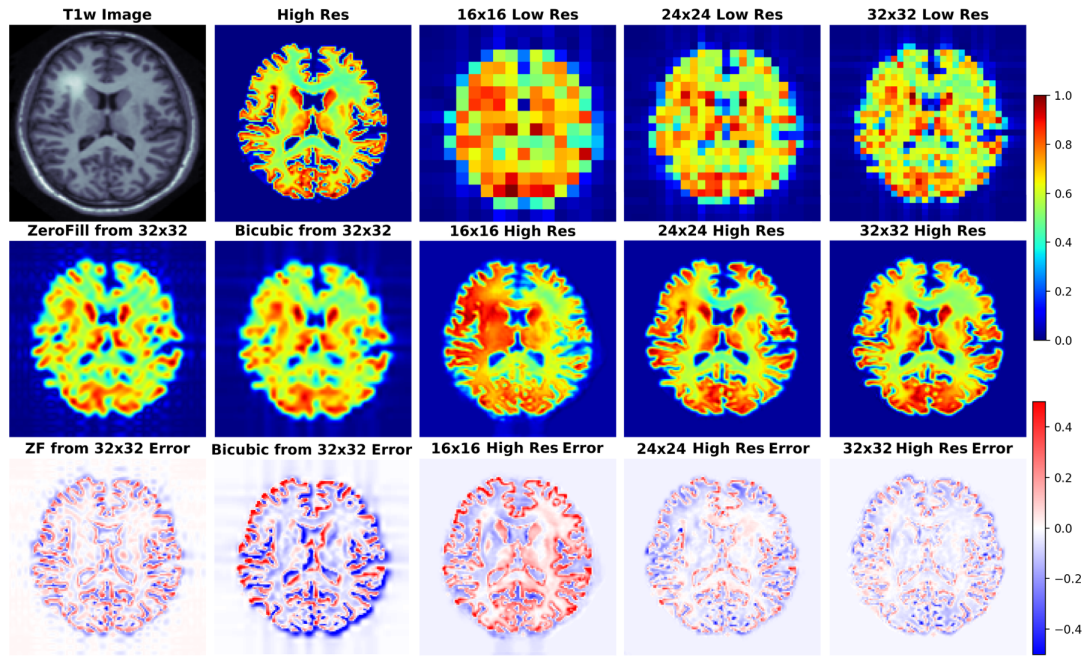 T1w Image
High Res
16x16 Low Res
24x24 Low Res
32x32 Low Res
1.0
0.8
0.6
0.4
0.2
0.0
ZeroFill from 32x32
Bicubic from 32x32
16x16 High Res
24x24 High Res
32x32 High Res
ZF from 32x32 Error
Bicubic from 32x32 Error
16x16 High Res Error
24x24 High Res Error
32x32 High Res Error
0.4
0.2
0.0
−0.2
−0.4